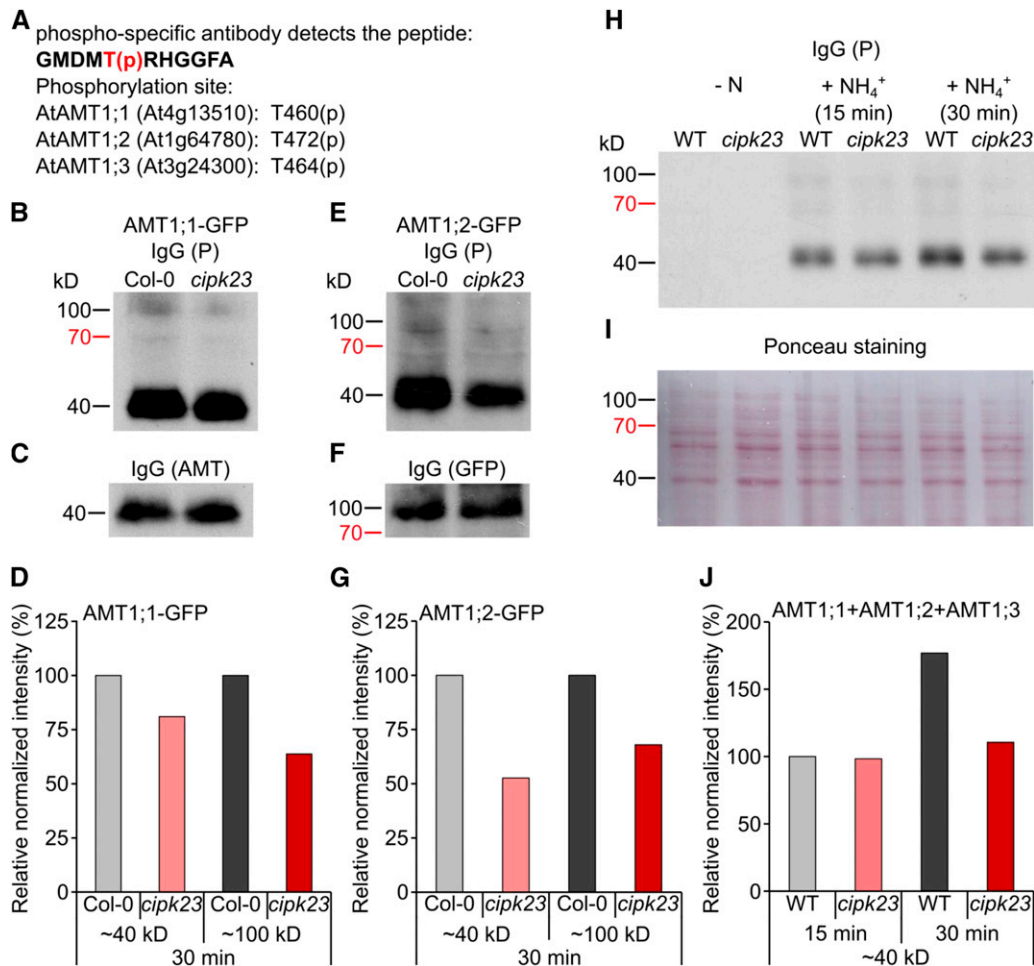 A
phospho-specific antibody detects the peptide:
GMDMT(p)RHGGFA
Phosphorylation site:
AtAMT1;1 (At4g13510): T460(p)
AtAMT1;2 (At1g64780): T472(p)
AtAMT1;3 (At3g24300): T464(p)
B
AMT1;1-GFP
IgG (P)
kD Col-0 cipk23
100
70
40
C
IgG (AMT)
40
D
AMT1;1-GFP
Relative normalized intensity (%)
125
100
75
50
25
0
Col-0 cipk23 Col-0 cipk23
~40 kD ~100 kD
30 min
E
AMT1;2-GFP
IgG (P)
kD Col-0 cipk23
100
70
40
F
IgG (GFP)
100
70
G
AMT1;2-GFP
Relative normalized intensity (%)
125
100
75
50
25
0
Col-0 cipk23 Col-0 cipk23
~40 kD ~100 kD
30 min
H
IgG (P)
- N + NH₄⁺ + NH₄⁺
(15 min) (30 min)
kD WT cipk23 WT cipk23 WT cipk23
100
70
40
I
Ponceau staining
100
70
40
J
AMT1;1+AMT1;2+AMT1;3
Relative normalized intensity (%)
200
150
100
50
0
WT cipk23 WT cipk23
15 min 30 min
~40 kD